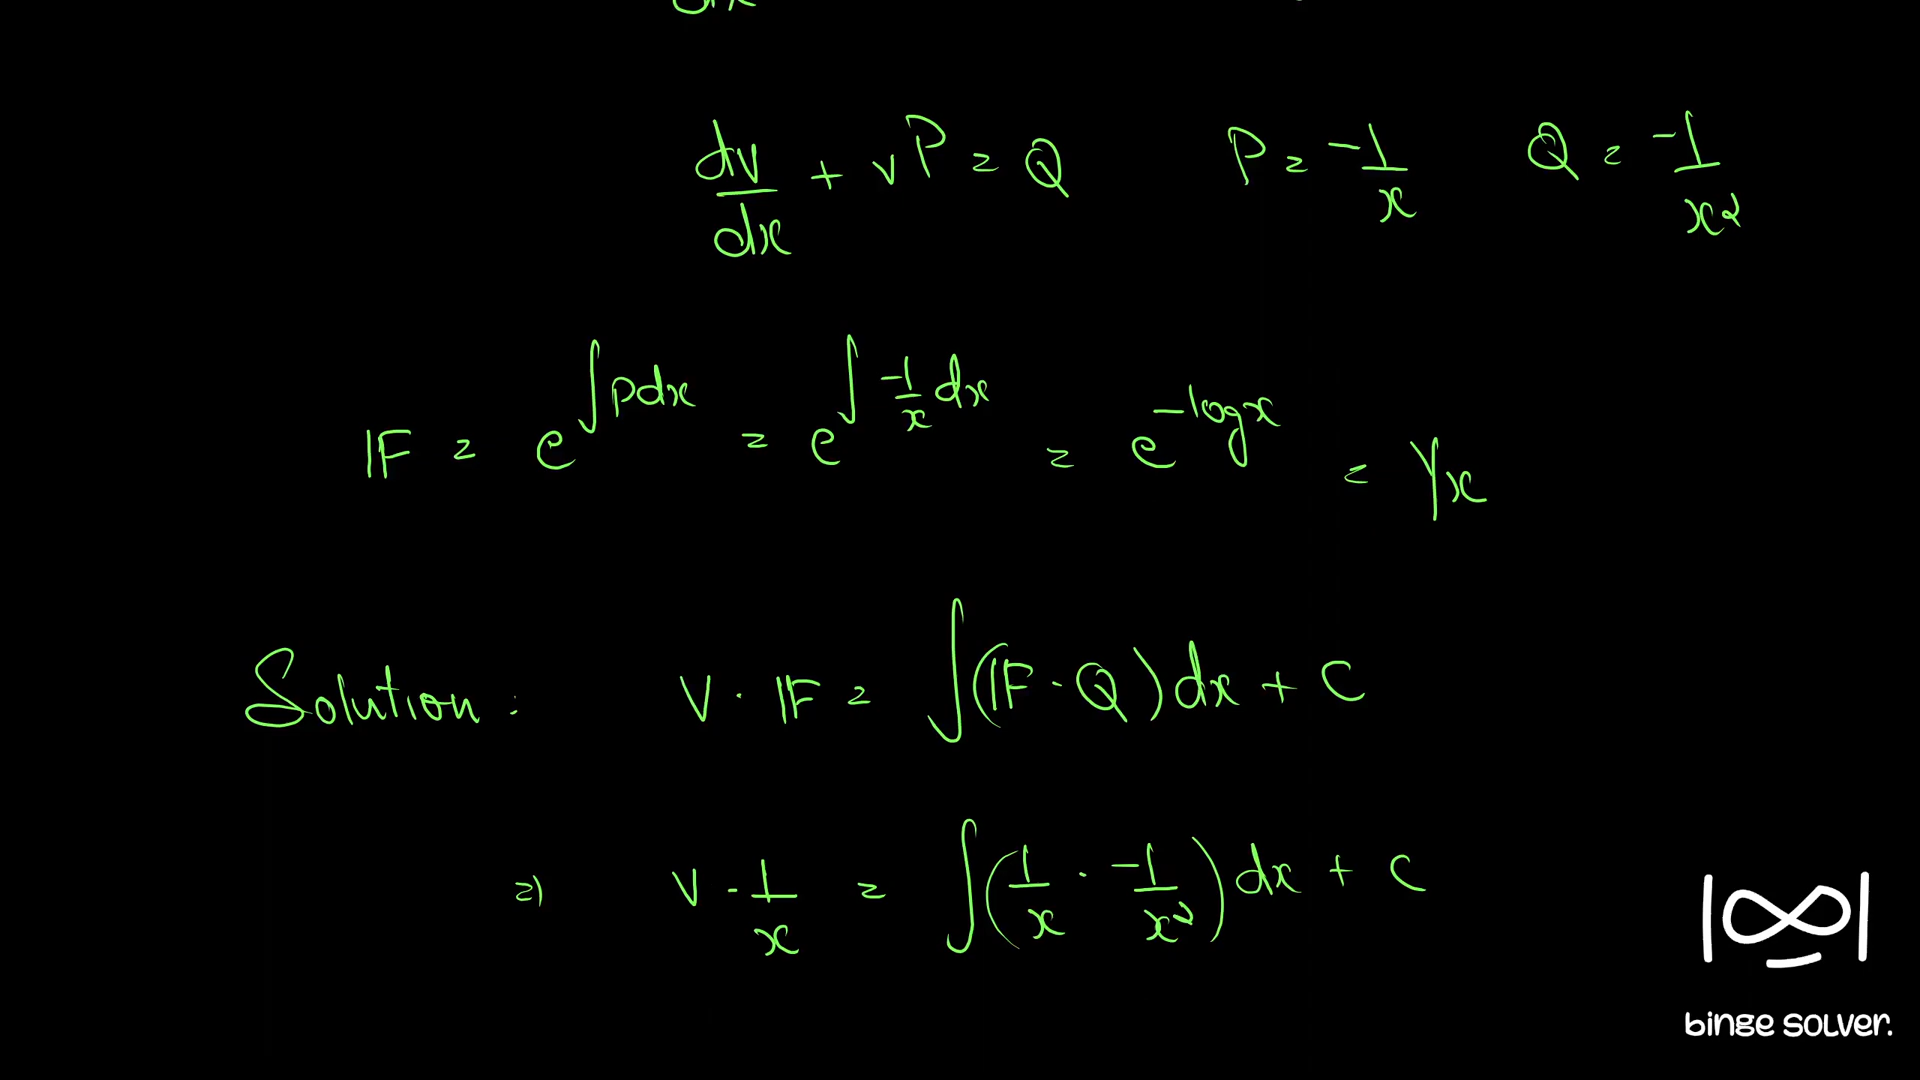 dx
dv/dx + vP = Q P = -1/x Q = -1/x²
IF = e^∫Pdx = e^∫-1/x dx = e^-logx = 1/x
Solution : V · IF = ∫(IF · Q)dx + C
⇒ V · 1/x = ∫(1/x · -1/x²)dx + C
binge solver.